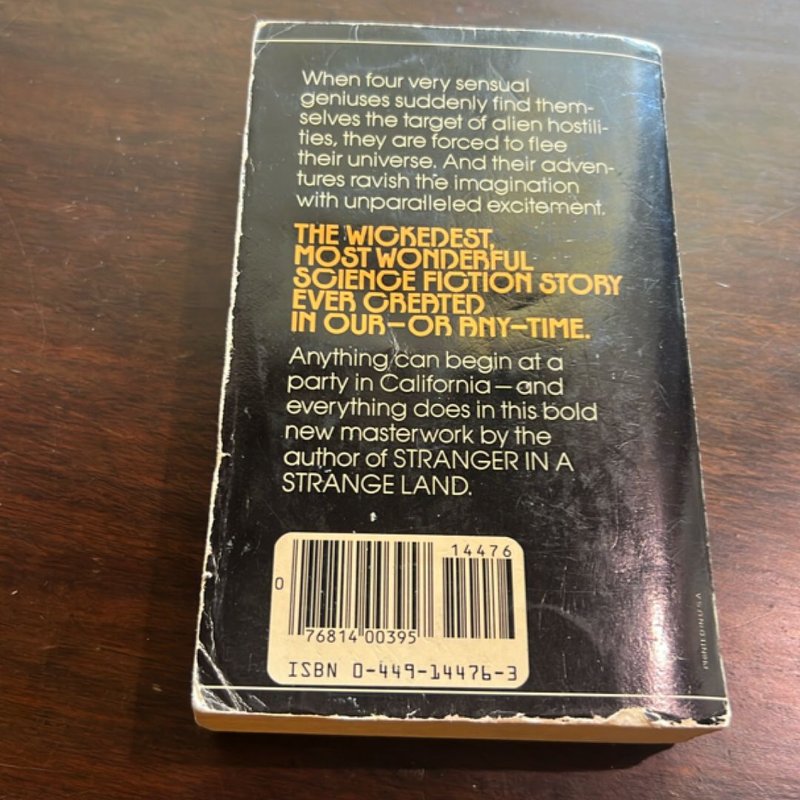 When four very sensual
geniuses suddenly find them-
selves the target of alien hostili-
ties, they are forced to flee
their universe. And their adven-
tures ravish the imagination
with unparalleled excitement.
THE WICKEDEST,
MOST WONDERFUL
SCIENCE FICTION STORY
EVER CREATED
IN OUR—OR ANY—TIME.
Anything can begin at a
party in California—and
everything does in this bold
new masterwork by the
author of STRANGER IN A
STRANGE LAND.
14476
0
76814 00395
ISBN 0-449-14476-3
PRINTED IN U.S.A.